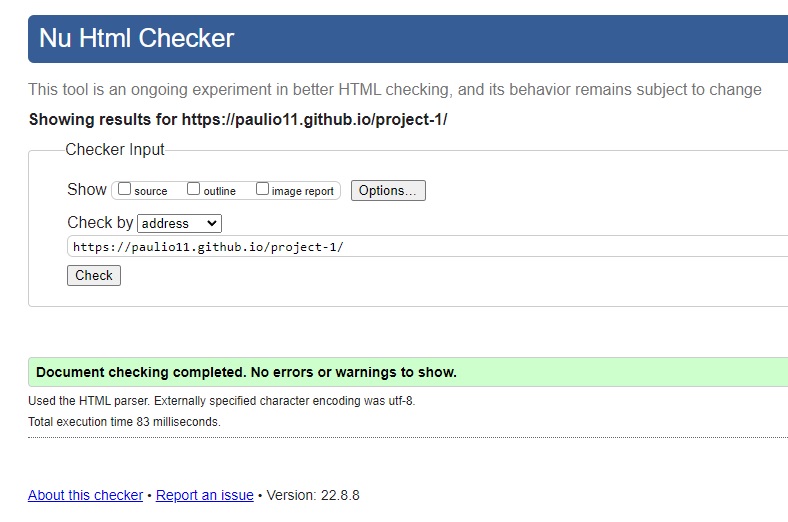 Nu Html Checker
This tool is an ongoing experiment in better HTML checking, and its behavior remains subject to change
Showing results for https://paulio11.github.io/project-1/
Checker Input
Show source outline image report Options...
Check by address
https://paulio11.github.io/project-1/
Check
Document checking completed. No errors or warnings to show.
Used the HTML parser. Externally specified character encoding was utf-8.
Total execution time 83 milliseconds.
About this checker • Report an issue • Version: 22.8.8